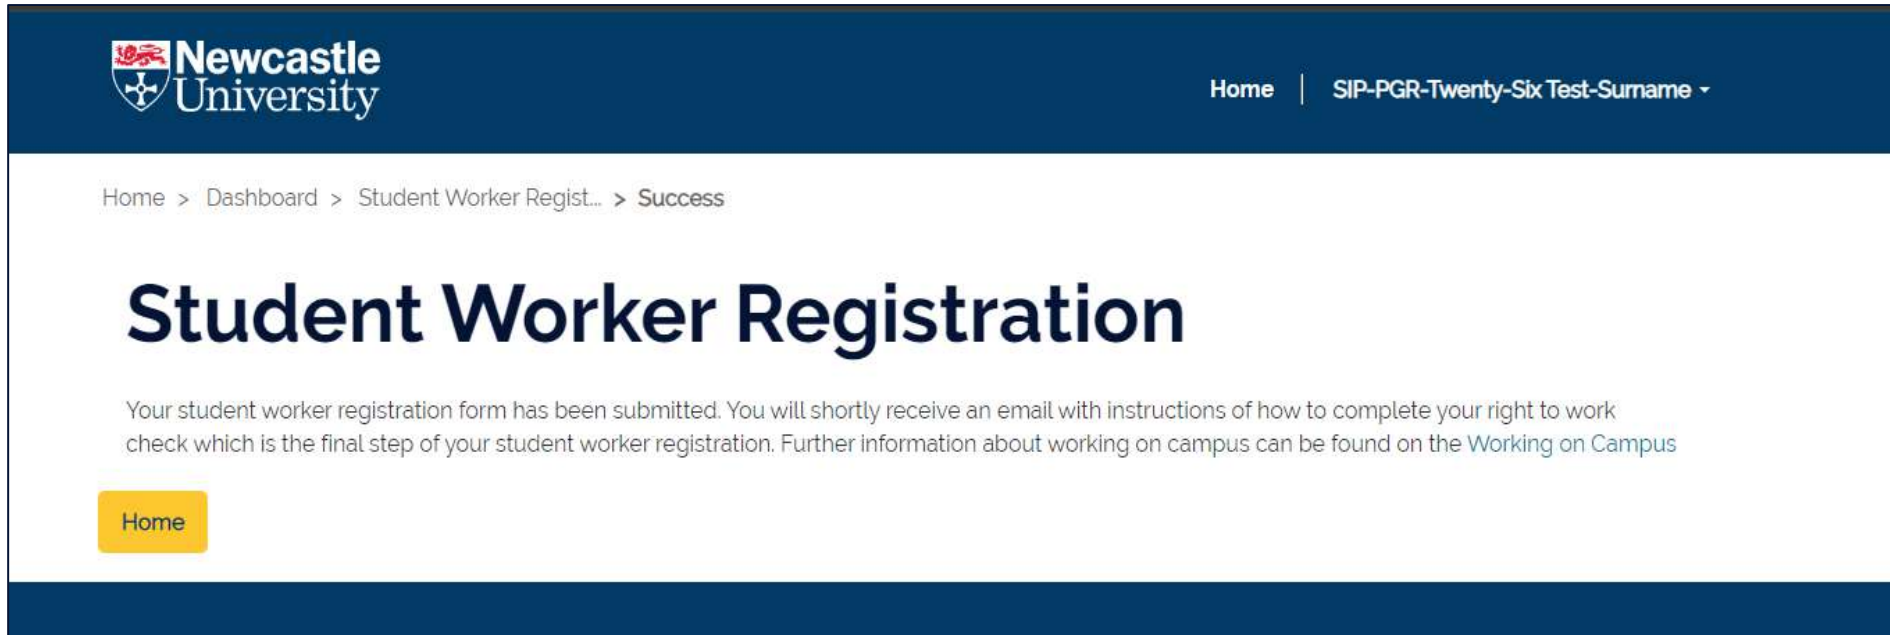 Newcastle
University
Home | SIP-PGR-Twenty-Six Test-Surname
Home > Dashboard > Student Worker Regist... > Success
Student Worker Registration
Your student worker registration form has been submitted. You will shortly receive an email with instructions of how to complete your right to work
check which is the final step of your student worker registration. Further information about working on campus can be found on the Working on Campus
Home